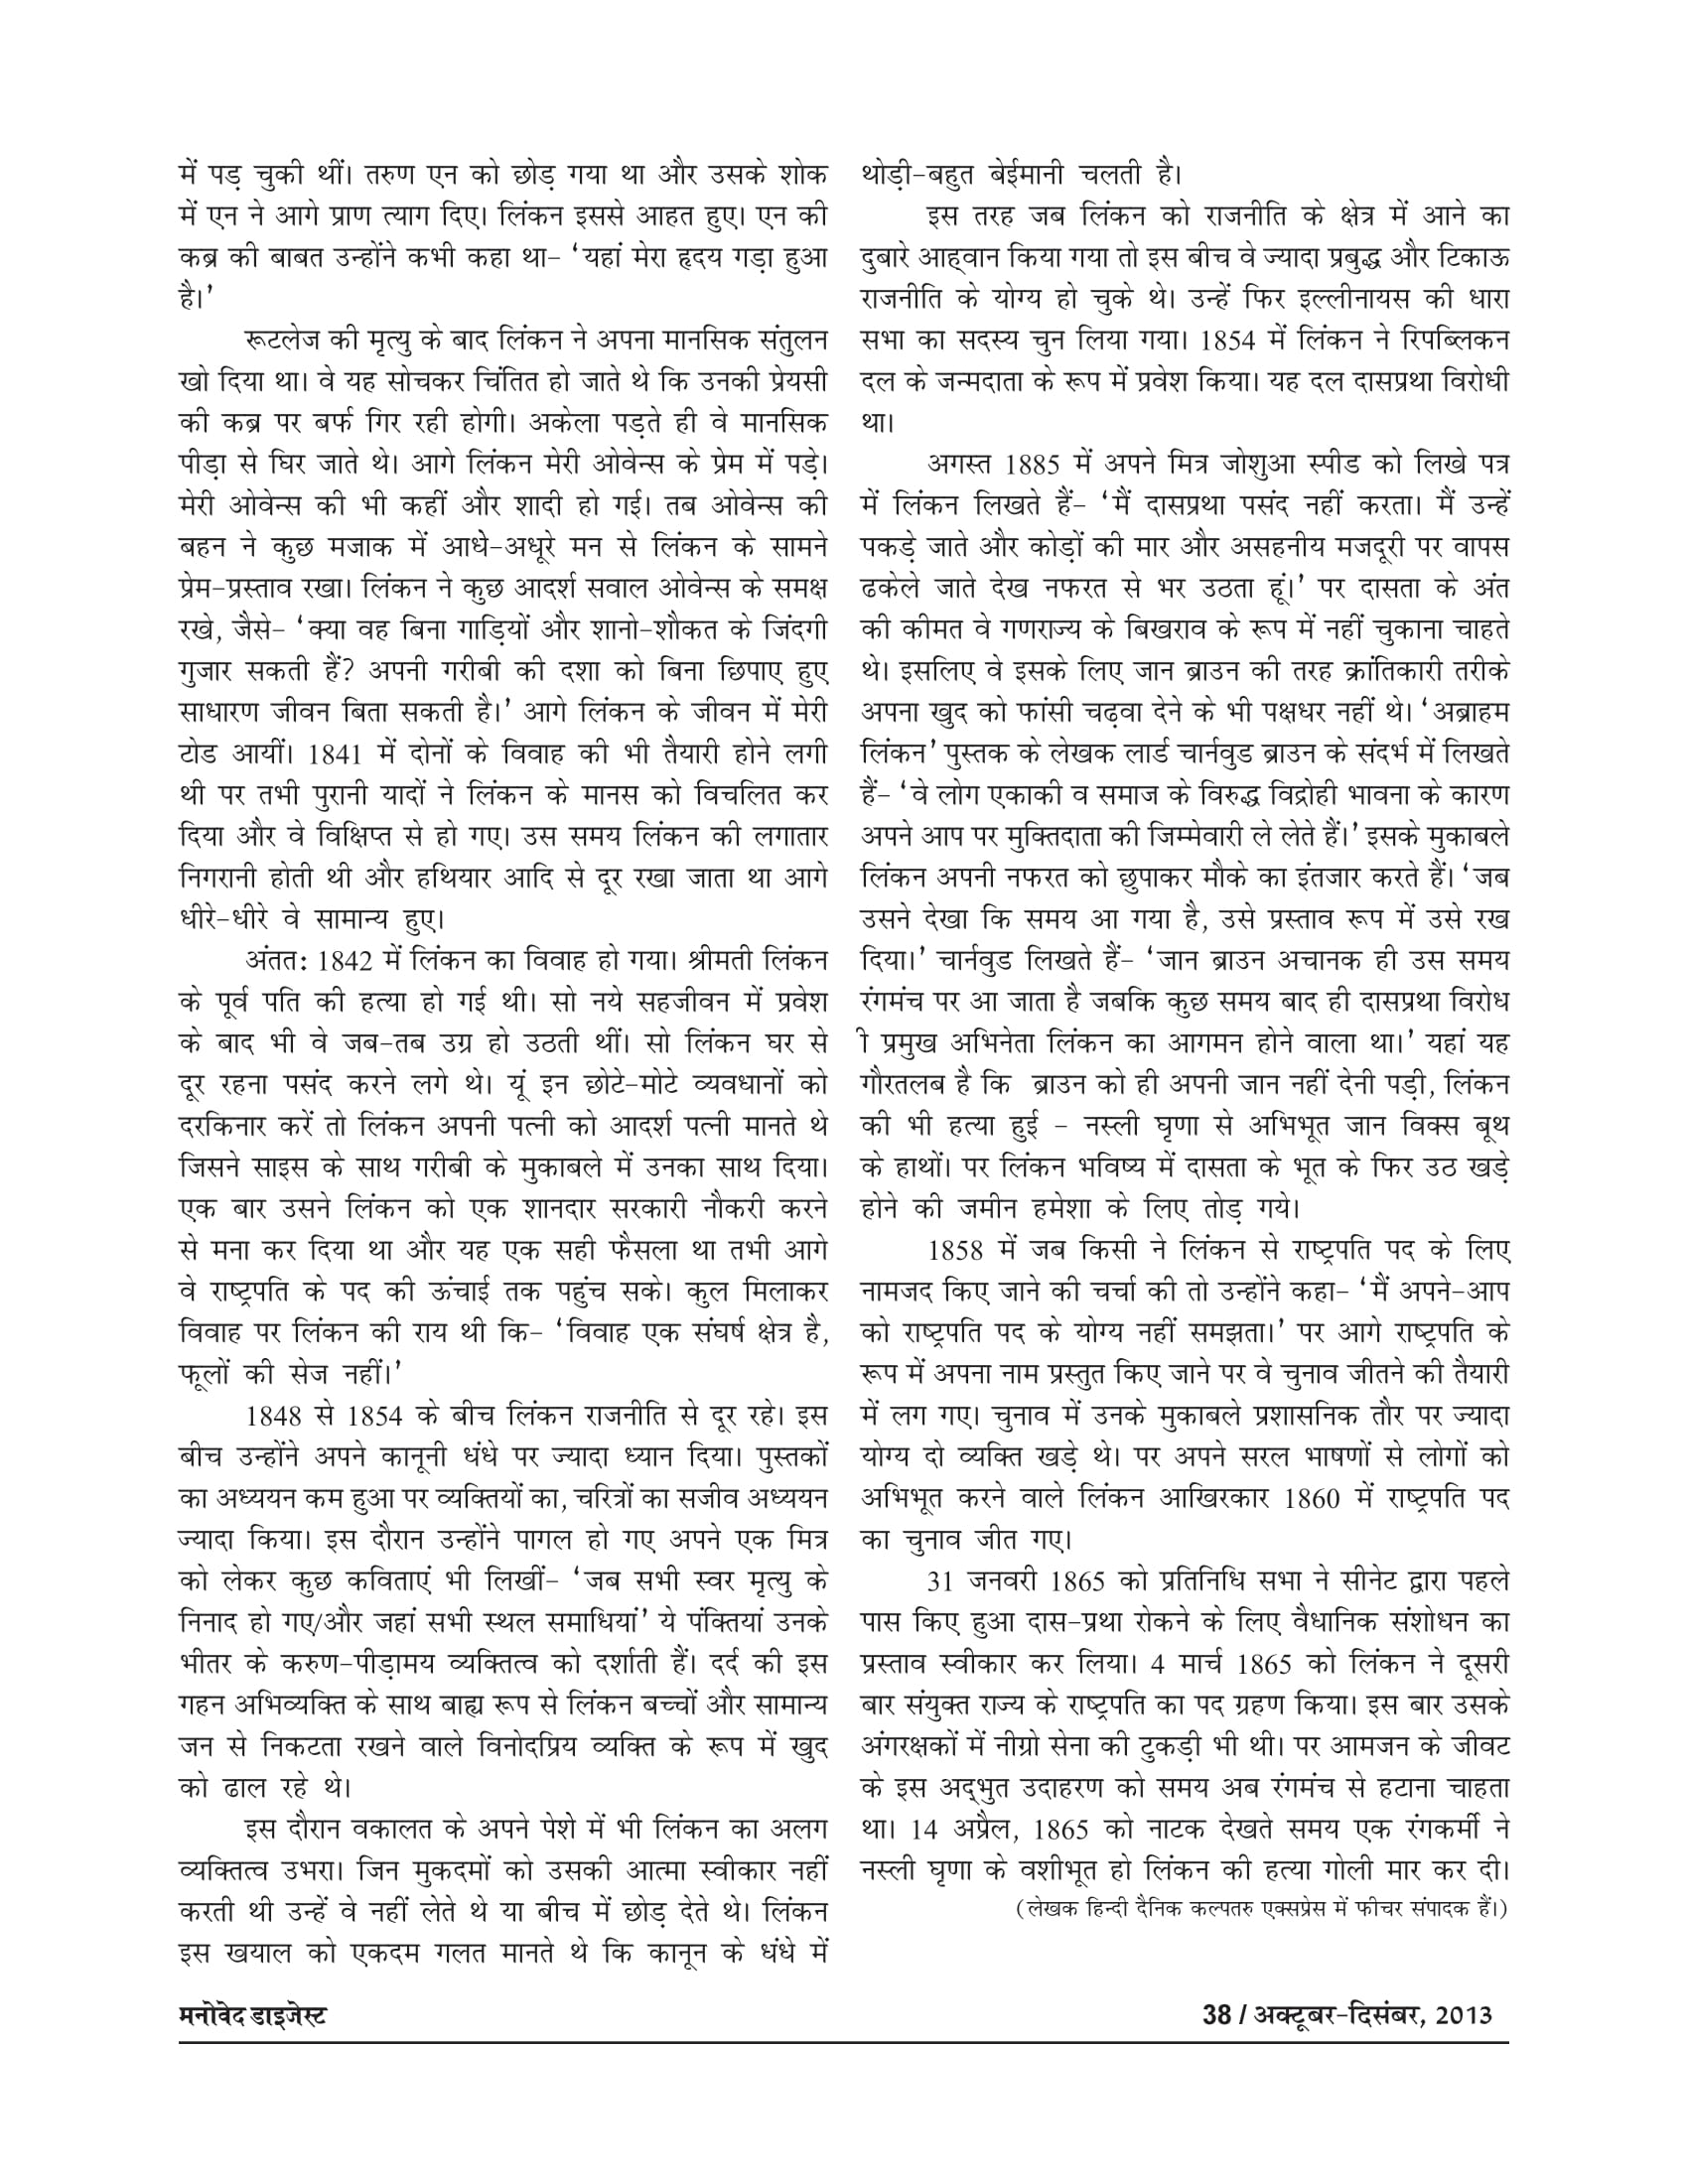 में पड़ चुकी थीं। तरुण एन को छोड़ गया था और उसके शोक
में एन ने आगे प्राण त्याग दिए। लिंकन इससे आहत हुए। एन की
कब्र की बाबत उन्होंने कभी कहा था- ‘यहां मेरा हृदय गड़ा हुआ
है।’
रूटलेज की मृत्यु के बाद लिंकन ने अपना मानसिक संतुलन
खो दिया था। वे यह सोचकर चिंतित हो जाते थे कि उनकी प्रेयसी
की कब्र पर बर्फ गिर रही होगी। अकेला पड़ते ही वे मानसिक
पीड़ा से घिर जाते थे। आगे लिंकन मेरी ओवेन्स के प्रेम में पड़े।
मेरी ओवेन्स की भी कहीं और शादी हो गई। तब ओवेन्स की
बहन ने कुछ मजाक में आधे-अधूरे मन से लिंकन के सामने
प्रेम-प्रस्ताव रखा। लिंकन ने कुछ आदर्श सवाल ओवेन्स के समक्ष
रखे, जैसे- ‘क्या वह बिना गाड़ियों और शानो-शौकत के जिंदगी
गुजार सकती हैं? अपनी गरीबी की दशा को बिना छिपाए हुए
साधारण जीवन बिता सकती है।’ आगे लिंकन के जीवन में मेरी
टोड आयीं। 1841 में दोनों के विवाह की भी तैयारी होने लगी
थी पर तभी पुरानी यादों ने लिंकन के मानस को विचलित कर
दिया और वे विक्षिप्त से हो गए। उस समय लिंकन की लगातार
निगरानी होती थी और हथियार आदि से दूर रखा जाता था आगे
धीरे-धीरे वे सामान्य हुए।
अंततः 1842 में लिंकन का विवाह हो गया। श्रीमती लिंकन
के पूर्व पति की हत्या हो गई थी। सो नये सहजीवन में प्रवेश
के बाद भी वे जब-तब उग्र हो उठती थीं। सो लिंकन घर से
दूर रहना पसंद करने लगे थे। यूं इन छोटे-मोटे व्यवधानों को
दरकिनार करें तो लिंकन अपनी पत्नी को आदर्श पत्नी मानते थे
जिसने साइस के साथ गरीबी के मुकाबले में उनका साथ दिया।
एक बार उसने लिंकन को एक शानदार सरकारी नौकरी करने
से मना कर दिया था और यह एक सही फैसला था तभी आगे
वे राष्ट्रपति के पद की ऊंचाई तक पहुंच सके। कुल मिलाकर
विवाह पर लिंकन की राय थी कि- ‘विवाह एक संघर्ष क्षेत्र है,
फूलों की सेज नहीं।’
1848 से 1854 के बीच लिंकन राजनीति से दूर रहे। इस
बीच उन्होंने अपने कानूनी धंधे पर ज्यादा ध्यान दिया। पुस्तकों
का अध्ययन कम हुआ पर व्यक्तियों का, चरित्रों का सजीव अध्ययन
ज्यादा किया। इस दौरान उन्होंने पागल हो गए अपने एक मित्र
को लेकर कुछ कविताएं भी लिखीं- ‘जब सभी स्वर मृत्यु के
निनाद हो गए/और जहां सभी स्थल समाधियां’ ये पंक्तियां उनके
भीतर के करुण-पीड़ामय व्यक्तित्व को दर्शाती हैं। दर्द की इस
गहन अभिव्यक्ति के साथ बाह्य रूप से लिंकन बच्चों और सामान्य
जन से निकटता रखने वाले विनोदप्रिय व्यक्ति के रूप में खुद
को ढाल रहे थे।
इस दौरान वकालत के अपने पेशे में भी लिंकन का अलग
व्यक्तित्व उभरा। जिन मुकदमों को उसकी आत्मा स्वीकार नहीं
करती थी उन्हें वे नहीं लेते थे या बीच में छोड़ देते थे। लिंकन
इस खयाल को एकदम गलत मानते थे कि कानून के धंधे में
थोड़ी-बहुत बेईमानी चलती है।
इस तरह जब लिंकन को राजनीति के क्षेत्र में आने का
दुबारे आह्वान किया गया तो इस बीच वे ज्यादा प्रबुद्ध और टिकाऊ
राजनीति के योग्य हो चुके थे। उन्हें फिर इल्लीनायस की धारा
सभा का सदस्य चुन लिया गया। 1854 में लिंकन ने रिपब्लिकन
दल के जन्मदाता के रूप में प्रवेश किया। यह दल दासप्रथा विरोधी
था।
अगस्त 1885 में अपने मित्र जोशुआ स्पीड को लिखे पत्र
में लिंकन लिखते हैं- ‘मैं दासप्रथा पसंद नहीं करता। मैं उन्हें
पकड़े जाते और कोड़ों की मार और असहनीय मजदूरी पर वापस
ढकेले जाते देख नफरत से भर उठता हूं।’ पर दासता के अंत
की कीमत वे गणराज्य के बिखराव के रूप में नहीं चुकाना चाहते
थे। इसलिए वे इसके लिए जान ब्राउन की तरह क्रांतिकारी तरीके
अपना खुद को फांसी चढ़वा देने के भी पक्षधर नहीं थे। ‘अब्राहम
लिंकन’ पुस्तक के लेखक लार्ड चार्नवुड ब्राउन के संदर्भ में लिखते
हैं- ‘वे लोग एकाकी व समाज के विरुद्ध विद्रोही भावना के कारण
अपने आप पर मुक्तिदाता की जिम्मेवारी ले लेते हैं।’ इसके मुकाबले
लिंकन अपनी नफरत को छुपाकर मौके का इंतजार करते हैं। ‘जब
उसने देखा कि समय आ गया है, उसे प्रस्ताव रूप में उसे रख
दिया।’ चार्नवुड लिखते हैं- ‘जान ब्राउन अचानक ही उस समय
रंगमंच पर आ जाता है जबकि कुछ समय बाद ही दासप्रथा विरोध
ी प्रमुख अभिनेता लिंकन का आगमन होने वाला था।’ यहां यह
गौरतलब है कि ब्राउन को ही अपनी जान नहीं देनी पड़ी, लिंकन
की भी हत्या हुई - नस्ली घृणा से अभिभूत जान विक्स बूथ
के हाथों। पर लिंकन भविष्य में दासता के भूत के फिर उठ खड़े
होने की जमीन हमेशा के लिए तोड़ गये।
1858 में जब किसी ने लिंकन से राष्ट्रपति पद के लिए
नामजद किए जाने की चर्चा की तो उन्होंने कहा- ‘मैं अपने-आप
को राष्ट्रपति पद के योग्य नहीं समझता।’ पर आगे राष्ट्रपति के
रूप में अपना नाम प्रस्तुत किए जाने पर वे चुनाव जीतने की तैयारी
में लग गए। चुनाव में उनके मुकाबले प्रशासनिक तौर पर ज्यादा
योग्य दो व्यक्ति खड़े थे। पर अपने सरल भाषणों से लोगों को
अभिभूत करने वाले लिंकन आखिरकार 1860 में राष्ट्रपति पद
का चुनाव जीत गए।
31 जनवरी 1865 को प्रतिनिधि सभा ने सीनेट द्वारा पहले
पास किए हुआ दास-प्रथा रोकने के लिए वैधानिक संशोधन का
प्रस्ताव स्वीकार कर लिया। 4 मार्च 1865 को लिंकन ने दूसरी
बार संयुक्त राज्य के राष्ट्रपति का पद ग्रहण किया। इस बार उसके
अंगरक्षकों में नीग्रो सेना की टुकड़ी भी थी। पर आमजन के जीवट
के इस अद्भुत उदाहरण को समय अब रंगमंच से हटाना चाहता
था। 14 अप्रैल, 1865 को नाटक देखते समय एक रंगकर्मी ने
नस्ली घृणा के वशीभूत हो लिंकन की हत्या गोली मार कर दी।
(लेखक हिन्दी दैनिक कल्पतरु एक्सप्रेस में फीचर संपादक हैं।)
मनोवेद डाइजेस्ट
38 / अक्टूबर-दिसंबर, 2013